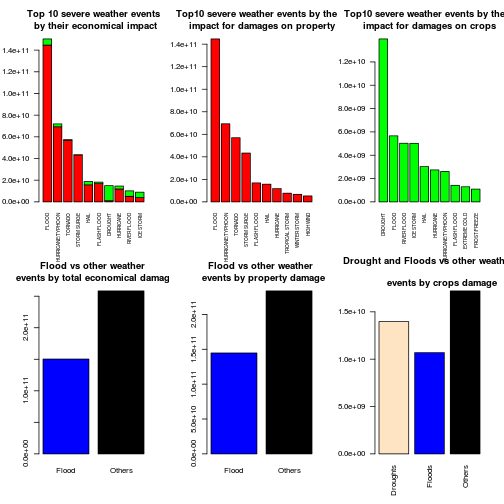 Top 10 severe weather events
by their economical impact
1.4e+11
1.2e+11
1.0e+11
8.0e+10
6.0e+10
4.0e+10
2.0e+10
0.0e+00
FLOOD
HURRICANE/TYPHOON
TORNADO
STORM SURGE
HAIL
FLASH FLOOD
DROUGHT
HURRICANE
RIVER FLOOD
ICE STORM
Top10 severe weather events by the
impact for damages on property
1.4e+11
1.2e+11
1.0e+11
8.0e+10
6.0e+10
4.0e+10
2.0e+10
0.0e+00
FLOOD
HURRICANE/TYPHOON
TORNADO
STORM SURGE
FLASH FLOOD
HAIL
HURRICANE
TROPICAL STORM
WINTER STORM
HIGH WIND
Top 10 severe weather events by the
impact for damages on crops
1.2e+10
1.0e+10
8.0e+09
6.0e+09
4.0e+09
2.0e+09
0.0e+00
DROUGHT
FLOOD
RIVER FLOOD
ICE STORM
HAIL
HURRICANE
HURRICANE/TYPHOON
FLASH FLOOD
EXTREME COLD
FROST/FREEZE
Flood vs other weather
events by total economical damag
2.0e+11
1.5e+11
1.0e+11
0.0e+00
Flood
Others
Flood vs other weather
events by property damage
2.0e+11
1.5e+11
1.0e+11
5.0e+10
0.0e+00
Flood
Others
Drought and Floods vs other weath
events by crops damage
1.5e+10
1.0e+10
5.0e+09
0.0e+00
Droughts
Floods
Others